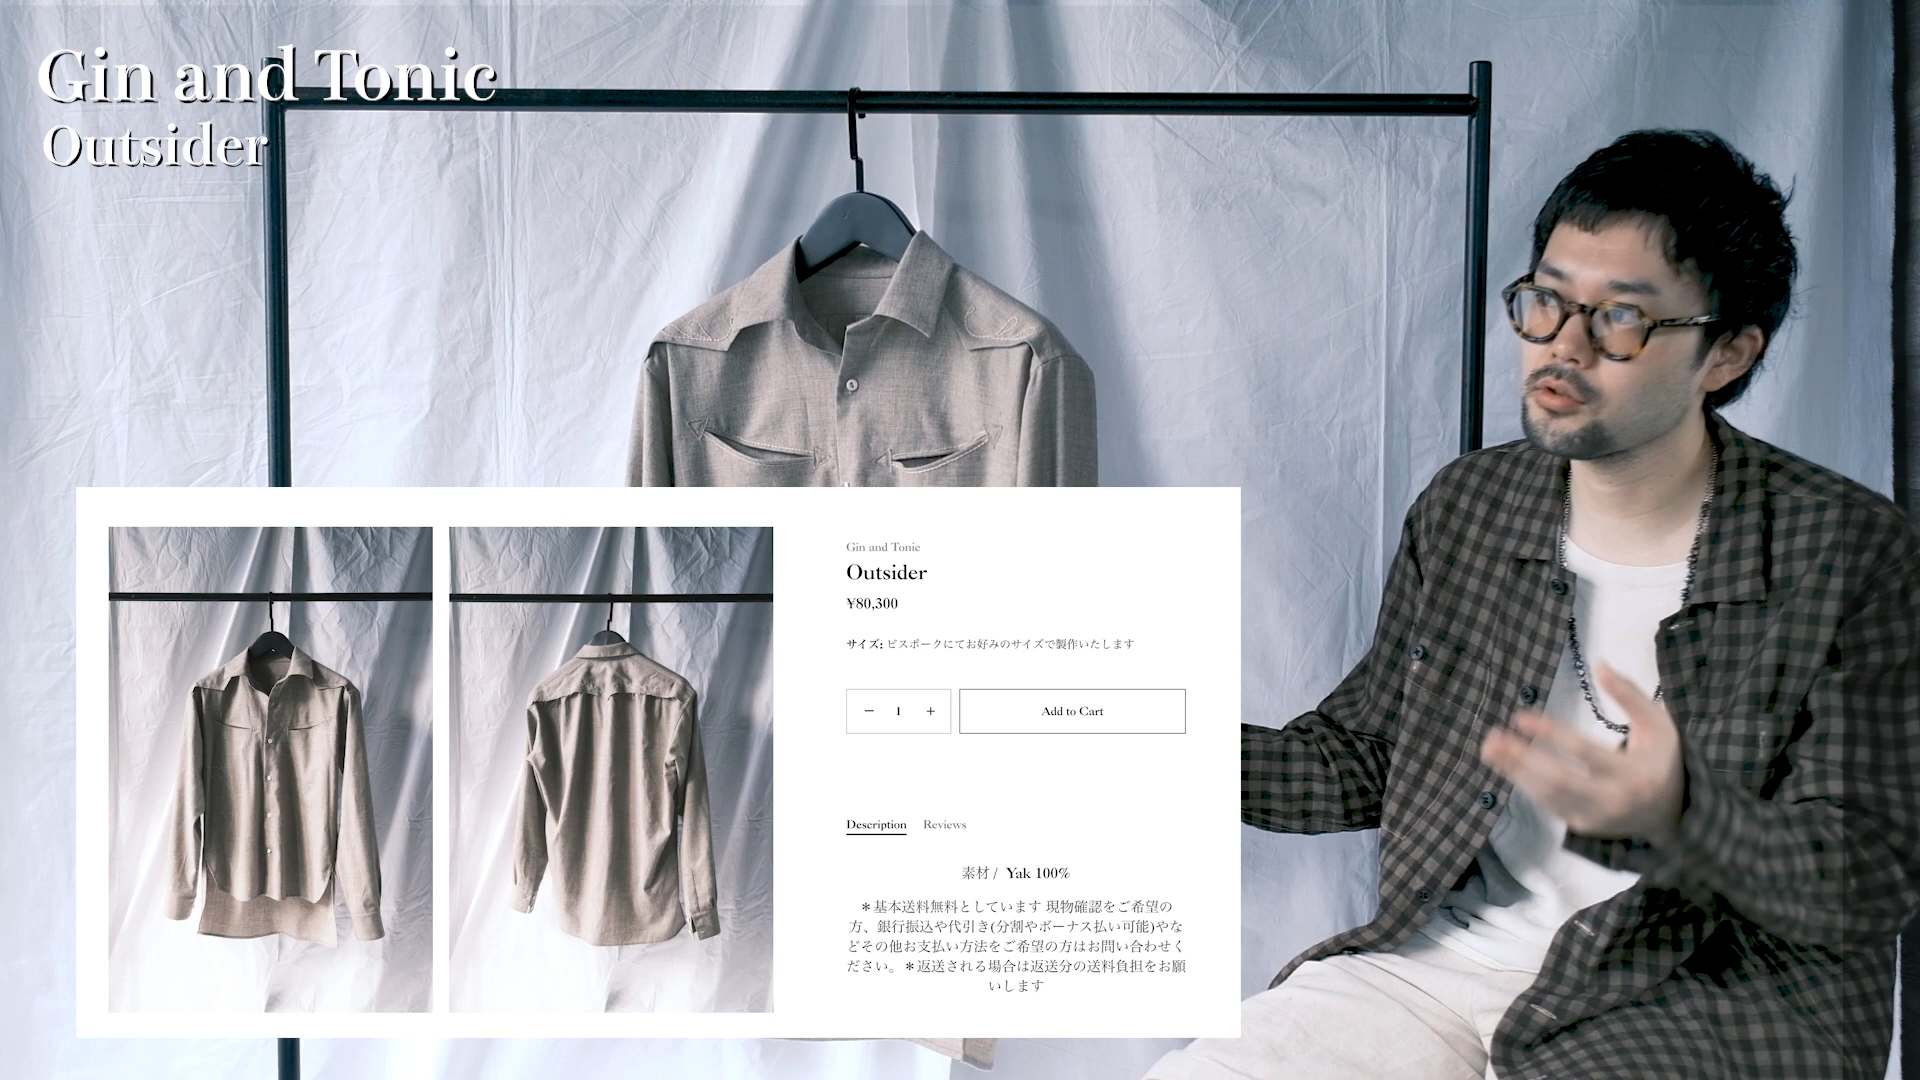 Gin and Tonic
Outsider
Gin and Tonic
Outsider
¥80,300
サイズ: ビスポークにてお好みのサイズで製作いたします
− 1 +
Add to Cart
Description Reviews
素材 / Yak 100%
＊基本送料無料としています 現物確認をご希望の
方、銀行振込や代引き(分割やボーナス払い可能)やな
どその他お支払い方法をご希望の方はお問い合わせく
ださい。＊返送される場合は返送分の送料負担をお願
いします